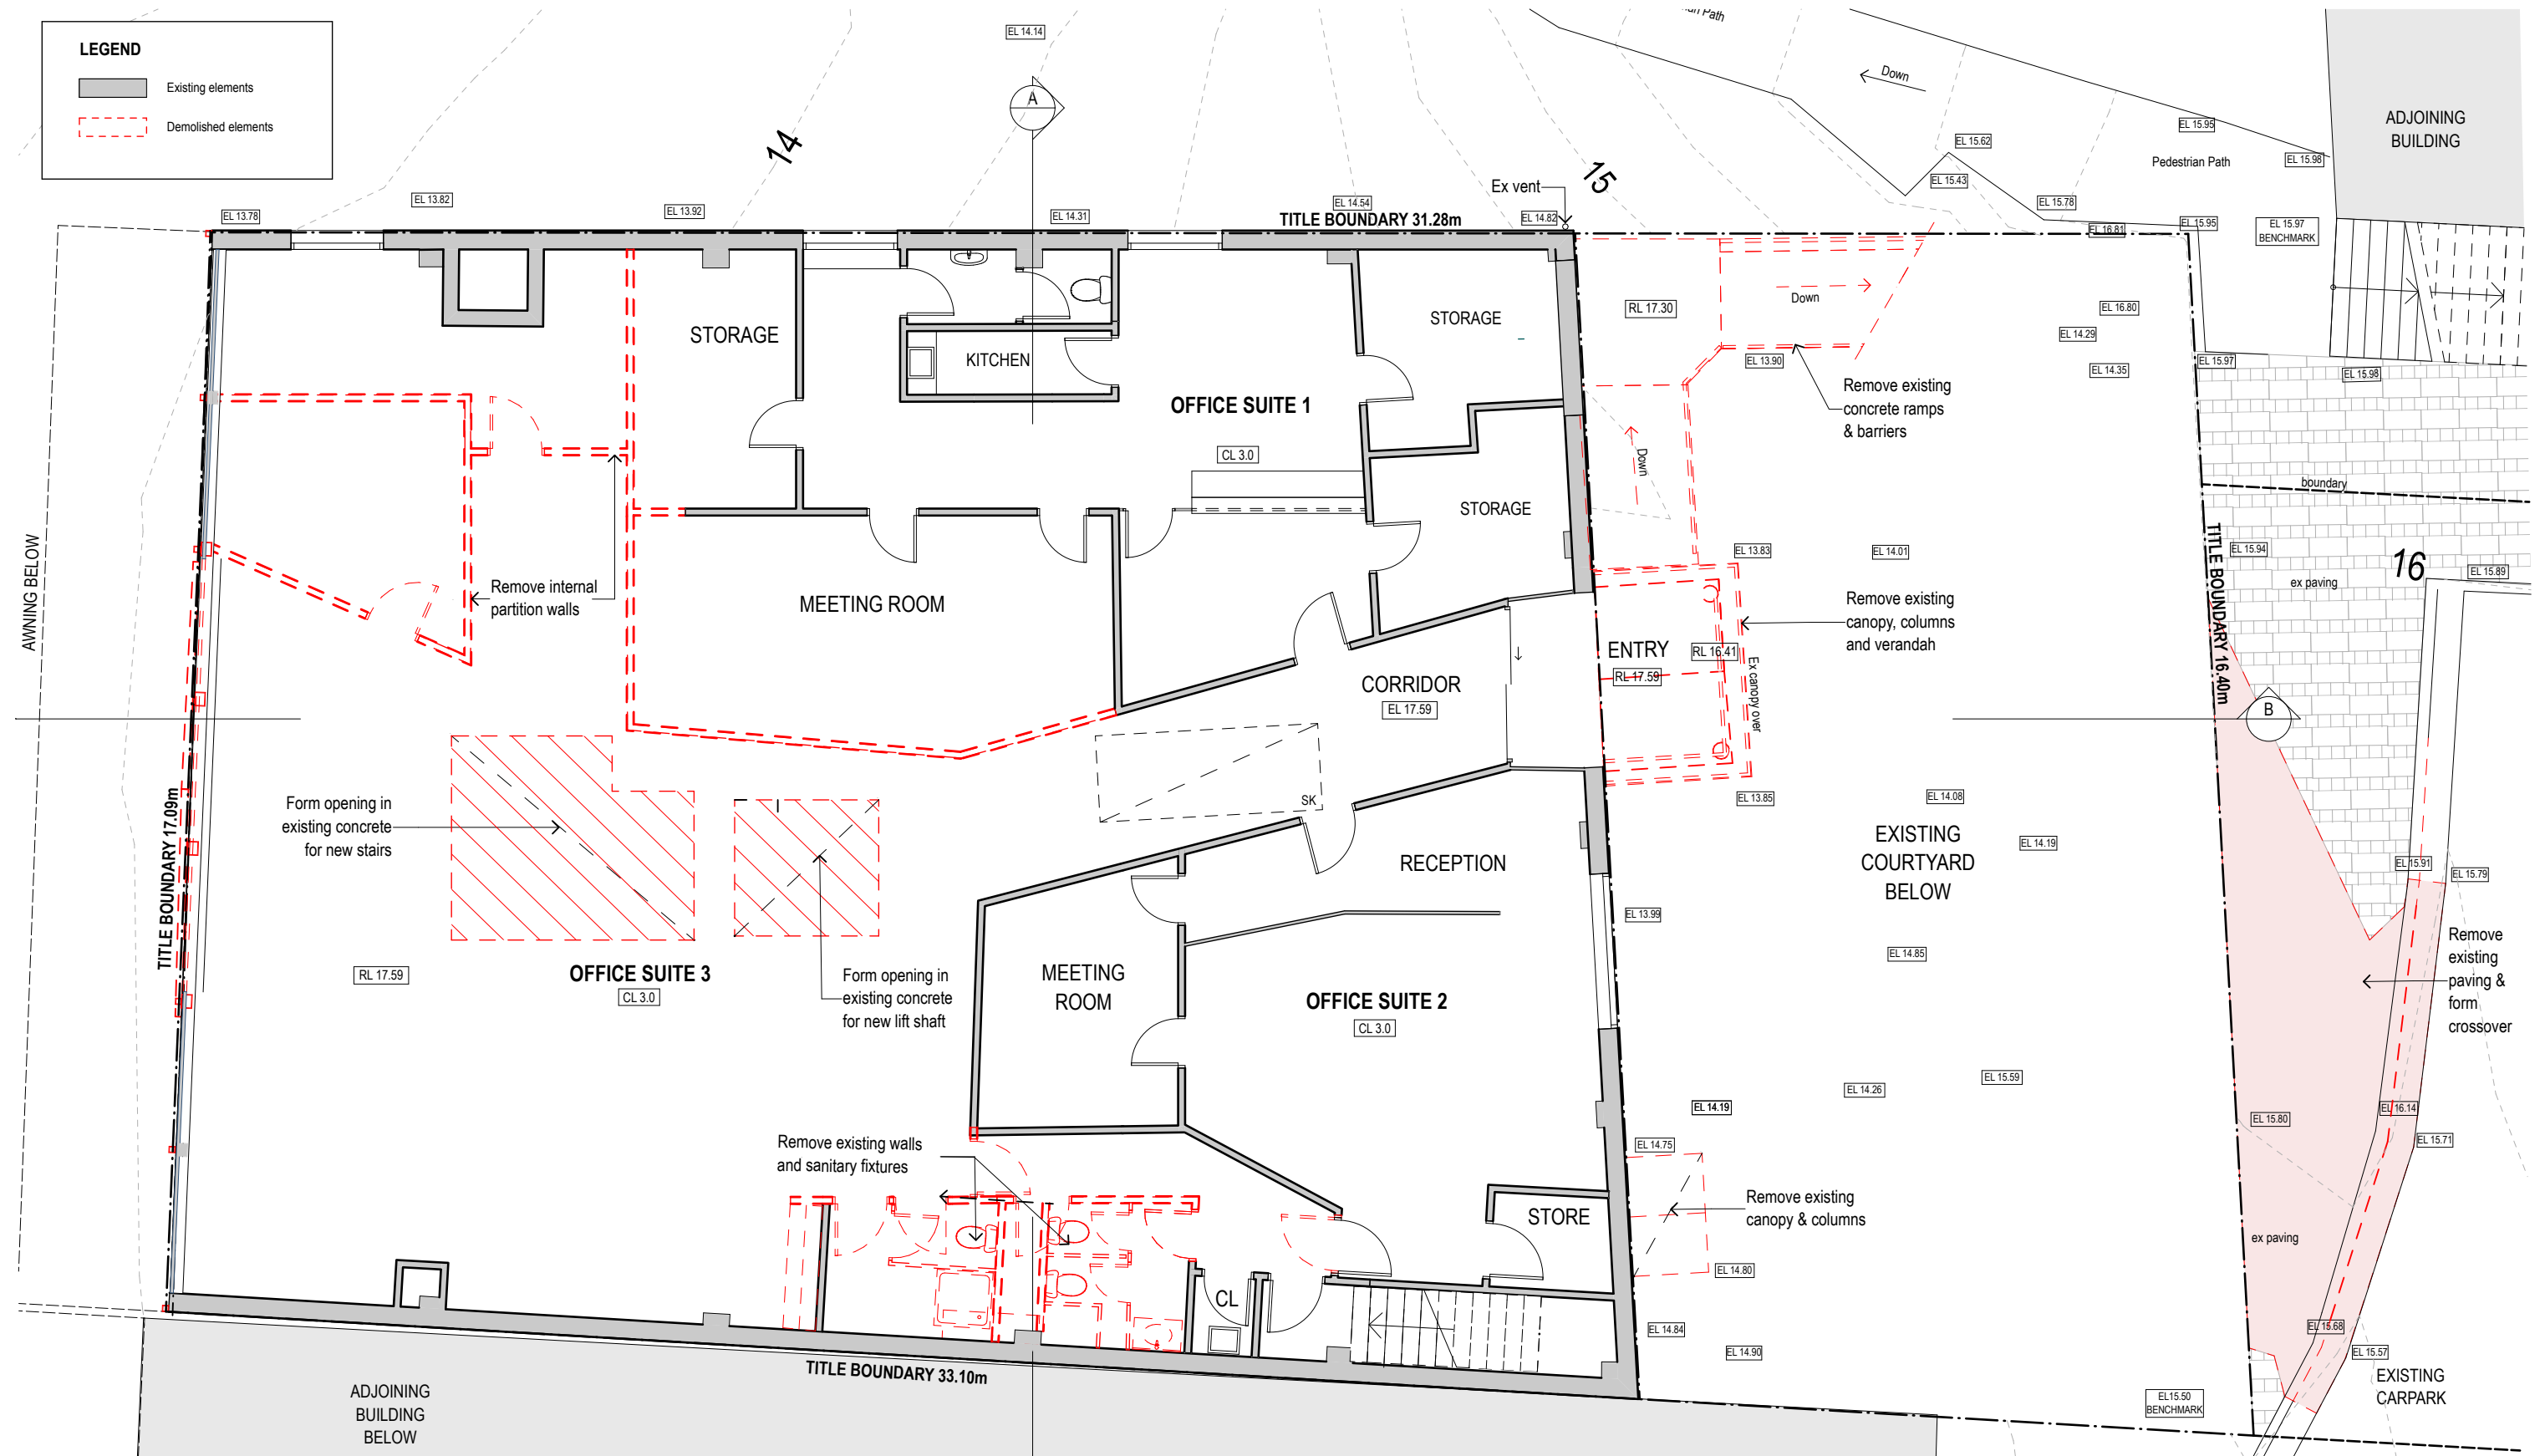 LEGEND
Existing elements
Demolished elements
EL 14.14
A
14
15
Down
EL 15.62
EL 15.95
Pedestrian Path
EL 15.98
EL 15.43
EL 15.78
ADJOINING
BUILDING
Ex vent
EL 13.78
EL 13.82
EL 13.92
EL 14.31
EL 14.54
TITLE BOUNDARY 31.28m
EL 14.82
EL 16.81
EL 15.95
EL 15.97
BENCHMARK
STORAGE
KITCHEN
STORAGE
RL 17.30
Down
EL 16.80
EL 14.29
EL 14.35
EL 13.90
EL 15.97
EL 15.98
Remove existing
concrete ramps
& barriers
OFFICE SUITE 1
CL 3.0
Down
STORAGE
boundary
AWNING BELOW
Remove internal
partition walls
MEETING ROOM
EL 13.83
EL 14.01
TITLE BOUNDARY 16.40m
EL 15.94
16
EL 15.89
ex paving
Remove existing
canopy, columns
and verandah
ENTRY
RL 16.41
RL 17.59
Ex canopy over
CORRIDOR
EL 17.59
B
SK
Form opening in
existing concrete
for new stairs
TITLE BOUNDARY 17.09m
EL 13.85
EL 14.08
EXISTING
COURTYARD
BELOW
EL 14.19
RECEPTION
EL 15.91
EL 15.79
EL 13.99
EL 14.85
RL 17.59
OFFICE SUITE 3
CL 3.0
Form opening in
existing concrete
for new lift shaft
MEETING
ROOM
OFFICE SUITE 2
CL 3.0
Remove
existing
paving &
form
crossover
EL 14.26
EL 15.59
EL 14.19
EL 14.75
EL 15.80
EL 16.14
EL 15.71
Remove existing walls
and sanitary fixtures
STORE
Remove existing
canopy & columns
ex paving
EL 14.80
CL
EL 14.84
EL 14.90
EL 15.68
EL 15.57
TITLE BOUNDARY 33.10m
ADJOINING
BUILDING
BELOW
EL15.50
BENCHMARK
EXISTING
CARPARK